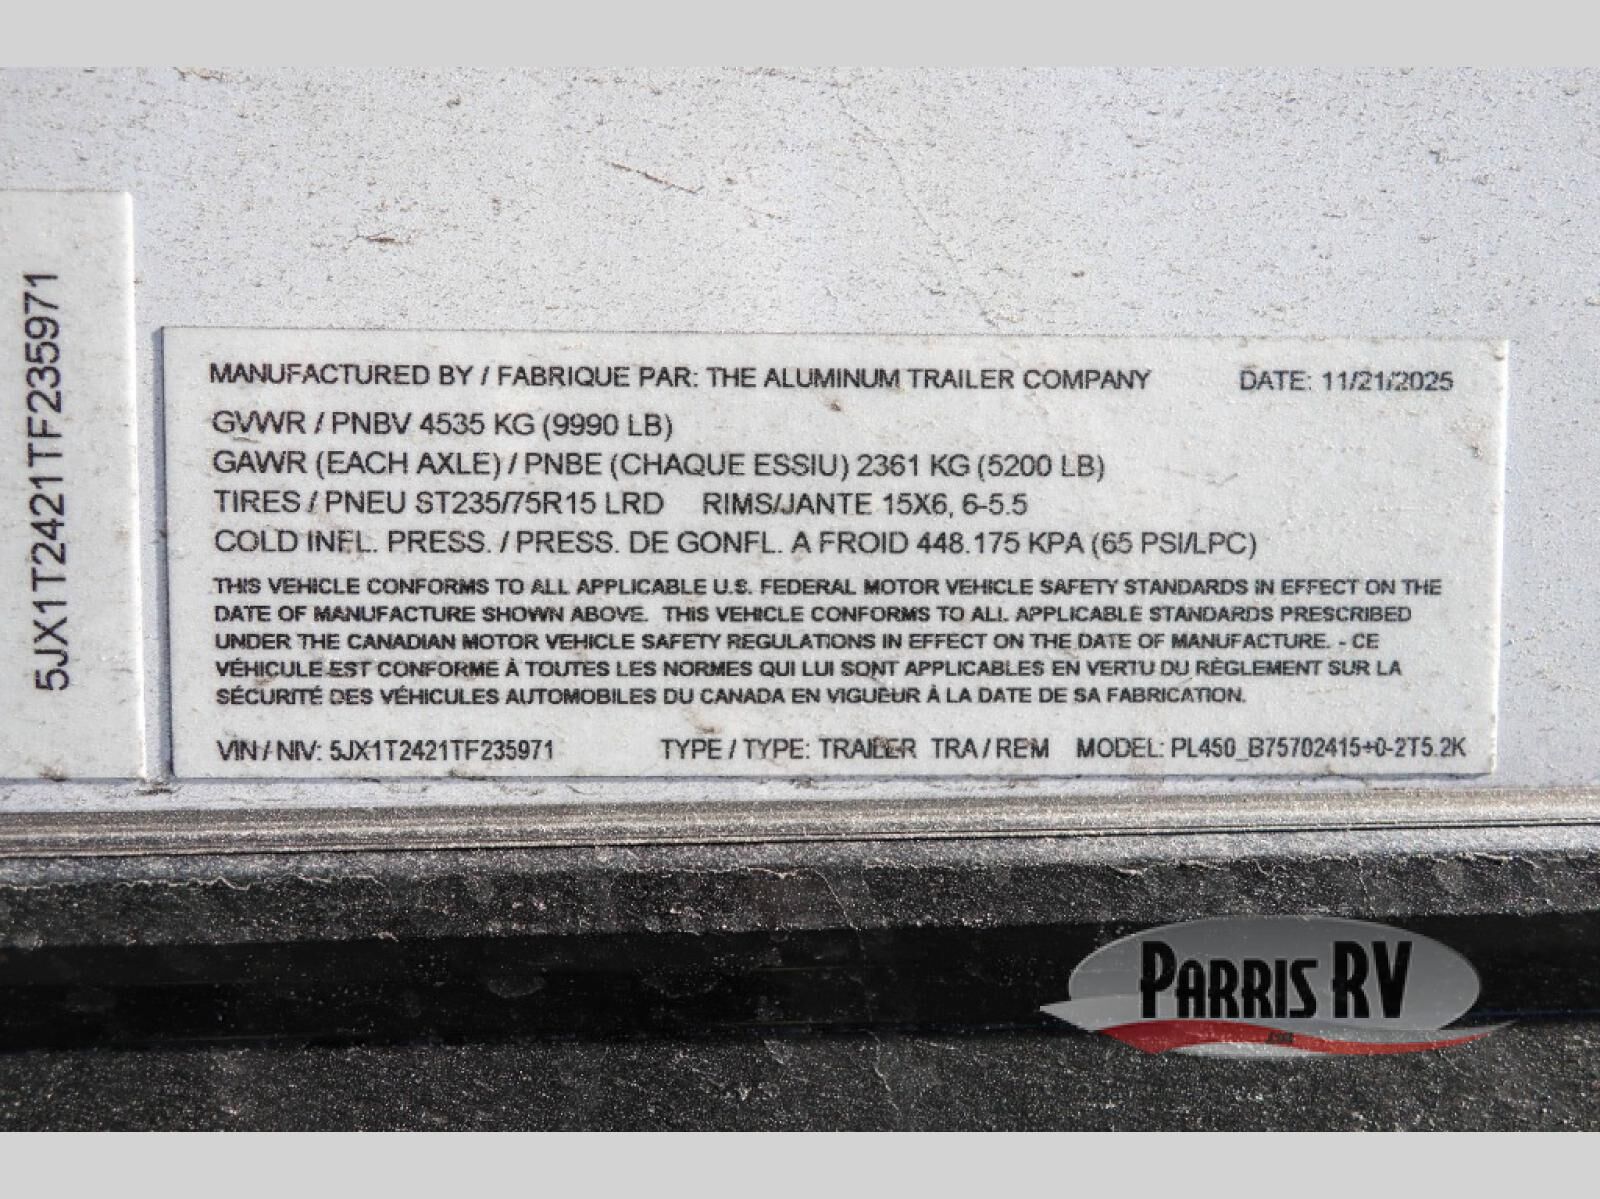 5JX1T2421TF235971
MANUFACTURED BY / FABRIQUE PAR: THE ALUMINUM TRAILER COMPANY DATE: 11/21/2025
GVWR / PNBV 4535 KG (9990 LB)
GAWR (EACH AXLE) / PNBE (CHAQUE ESSIU) 2361 KG (5200 LB)
TIRES / PNEU ST235/75R15 LRD RIMS/JANTE 15X6, 6-5.5
COLD INFL. PRESS. / PRESS. DE GONFL. A FROID 448.175 KPA (65 PSI/LPC)
THIS VEHICLE CONFORMS TO ALL APPLICABLE U.S. FEDERAL MOTOR VEHICLE SAFETY STANDARDS IN EFFECT ON THE
DATE OF MANUFACTURE SHOWN ABOVE. THIS VEHICLE CONFORMS TO ALL APPLICABLE STANDARDS PRESCRIBED
UNDER THE CANADIAN MOTOR VEHICLE SAFETY REGULATIONS IN EFFECT ON THE DATE OF MANUFACTURE. - CE
VÉHICULE EST CONFORME À TOUTES LES NORMES QUI LUI SONT APPLICABLES EN VERTU DU RÈGLEMENT SUR LA
SÉCURITÉ DES VÉHICULES AUTOMOBILES DU CANADA EN VIGUEUR À LA DATE DE SA FABRICATION.
VIN / NIV: 5JX1T2421TF235971 TYPE / TYPE: TRAILER TRA / REM MODEL: PL450_B75702415+0-2T5.2K
PARRIS RV